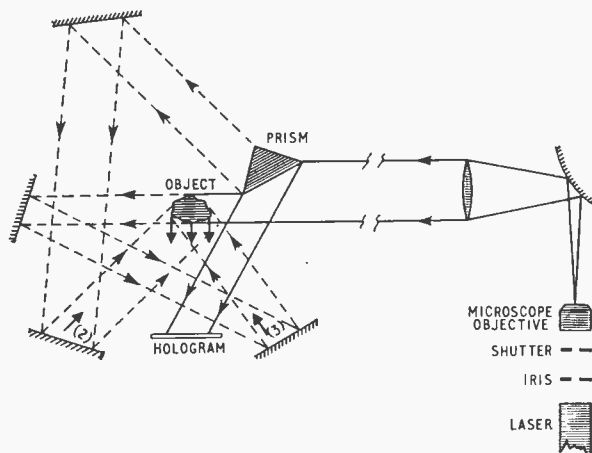 PRISM
OBJECT
(2)
(3)
HOLOGRAM
MICROSCOPE
OBJECTIVE
SHUTTER
IRIS
LASER